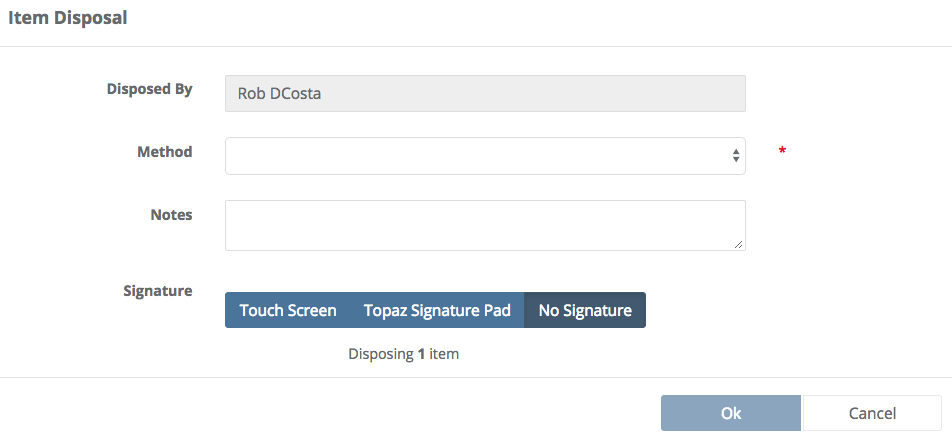 Item Disposal
Disposed By Rob DCosta
Method *
Notes
Signature
Touch Screen Topaz Signature Pad No Signature
Disposing 1 item
Ok Cancel